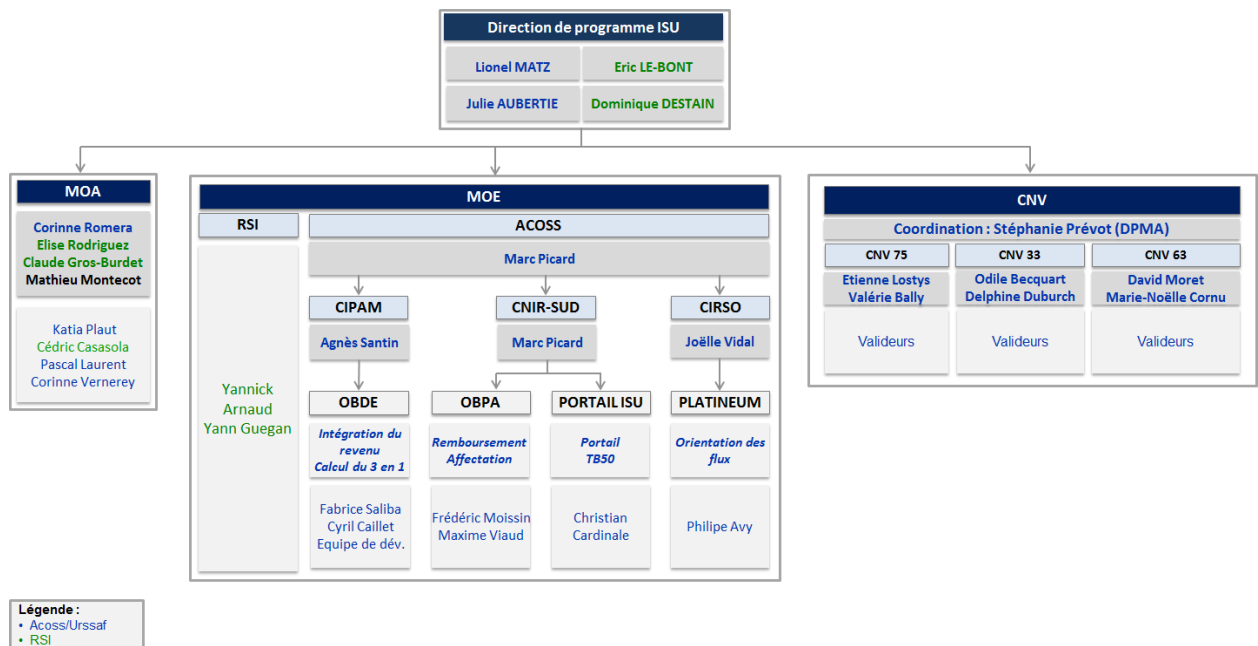 Direction de programme ISU
Lionel MATZ
Eric LE-BONT
Julie AUBERTIE
Dominique DESTAIN
MOA
Corinne Romera
Elise Rodriguez
Claude Gros-Burdet
Mathieu Montecot
Katia Plaut
Cédric Casasola
Pascal Laurent
Corinne Vernerey
MOE
RSI
Yannick
Arnaud
Yann Guegan
ACOSS
Marc Picard
CIPAM
CNIR-SUD
CIRSO
Agnès Santin
Marc Picard
Joëlle Vidal
OBDE
OBPA
PORTAIL ISU
PLATINEUM
Intégration du
revenu
Calcul du 3 en 1
Remboursement
Affectation
Portail
TB50
Orientation des
flux
Fabrice Saliba
Cyril Caillet
Equipe de dév.
Frédéric Moissin
Maxime Viaud
Christian
Cardinale
Philipe Avy
CNV
Coordination : Stéphanie Prévot (DPMA)
CNV 75
CNV 33
CNV 63
Etienne Lostys
Valérie Bally
Odile Becquart
Delphine Duburch
David Moret
Marie-Noëlle Cornu
Valideurs
Valideurs
Valideurs
Légende :
• Acoss/Urssaf
• RSI